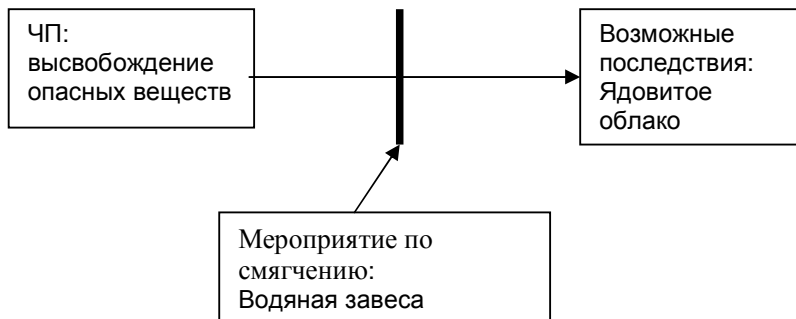 ЧП:
высвобождение
опасных веществ
Возможные
последствия:
Ядовитое
облако
Мероприятие по
смягчению:
Водяная завеса